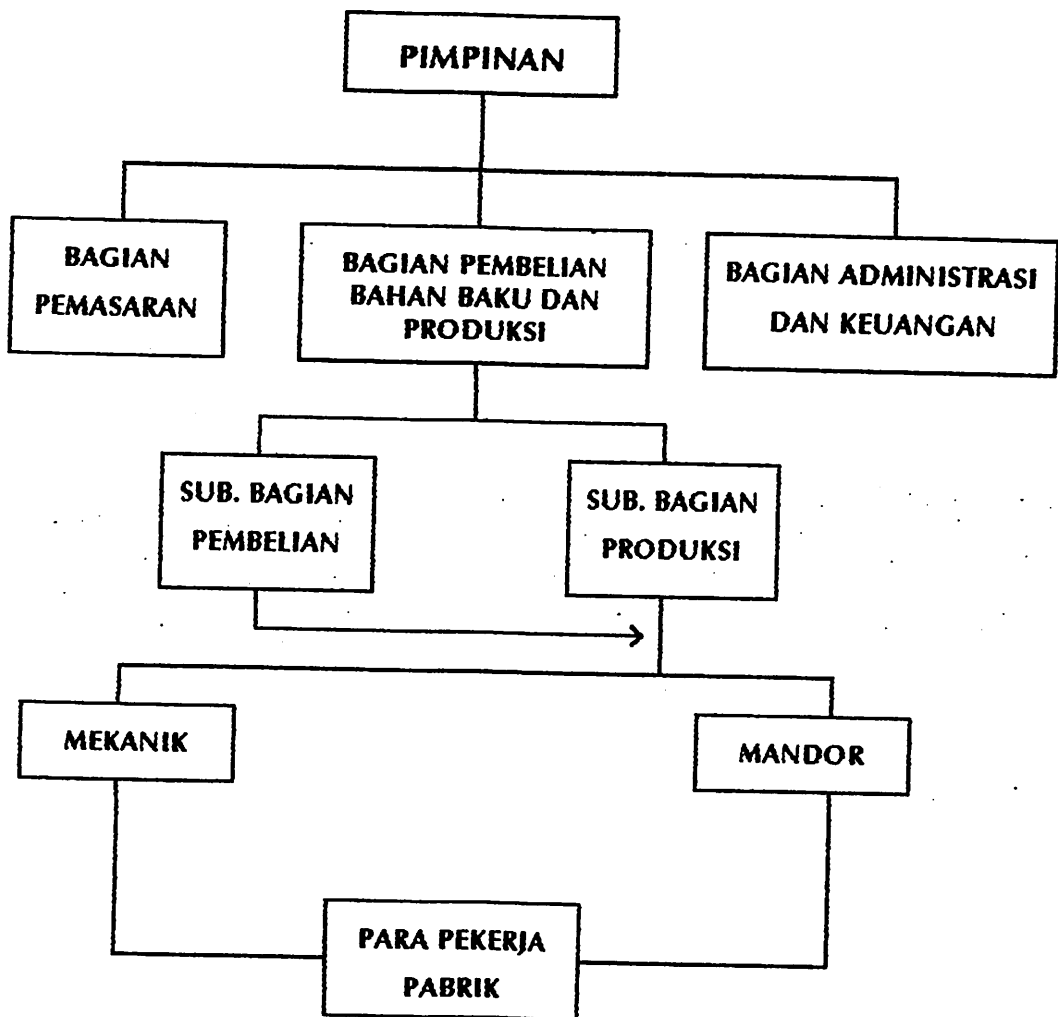 PIMPINAN
BAGIAN
PEMASARAN
BAGIAN PEMBELIAN
BAHAN BAKU DAN
PRODUKSI
BAGIAN ADMINISTRASI
DAN KEUANGAN
SUB. BAGIAN
PEMBELIAN
SUB. BAGIAN
PRODUKSI
MEKANIK
MANDOR
PARA PEKERJA
PABRIK